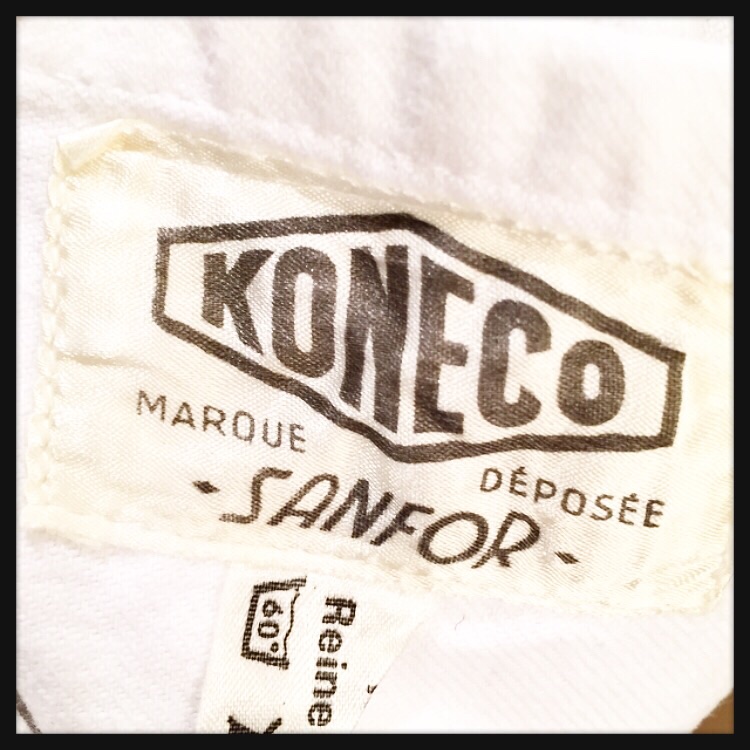 KONECO
MARQUE DÉPOSÉE
- SANFOR -
60°
Reine